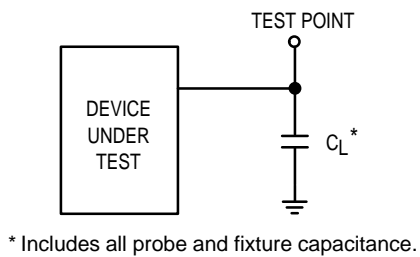 TEST POINT
DEVICE
UNDER
TEST
CL*
* Includes all probe and fixture capacitance.